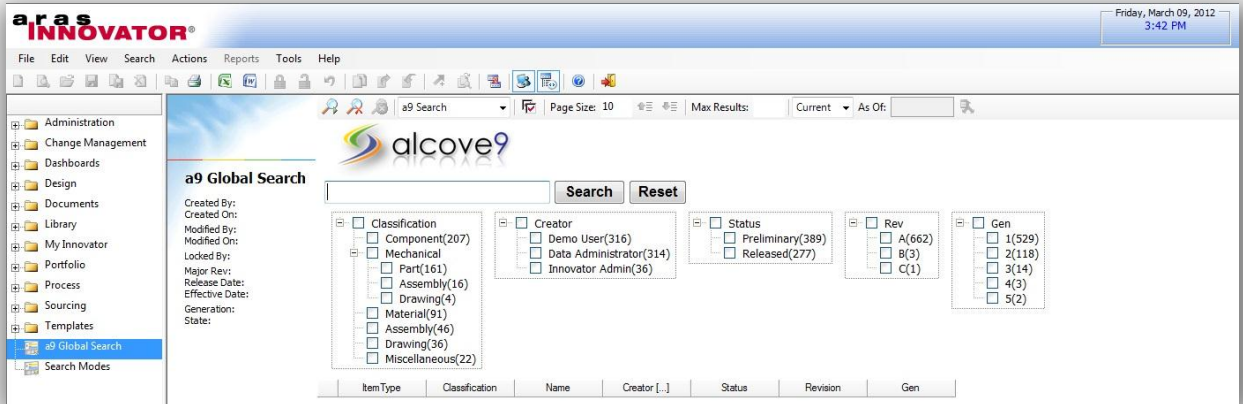 aras
INNOVATOR®
Friday, March 09, 2012
3:42 PM
File Edit View Search Actions Reports Tools Help
a9 Search Page Size: 10 Max Results: Current As Of:
Administration
Change Management
Dashboards
Design
Documents
Library
My Innovator
Portfolio
Process
Sourcing
Templates
a9 Global Search
Search Modes
a9 Global Search
Created By:
Created On:
Modified By:
Modified On:
Locked By:
Major Rev:
Release Date:
Effective Date:
Generation:
State:
alcove9
Search Reset
Classification
Component(207)
Mechanical
Part(161)
Assembly(16)
Drawing(4)
Material(91)
Assembly(46)
Drawing(36)
Miscellaneous(22)
Creator
Demo User(316)
Data Administrator(314)
Innovator Admin(36)
Status
Preliminary(389)
Released(277)
Rev
A(662)
B(3)
C(1)
Gen
1(529)
2(118)
3(14)
4(3)
5(2)
ItemType Classification Name Creator [...] Status Revision Gen